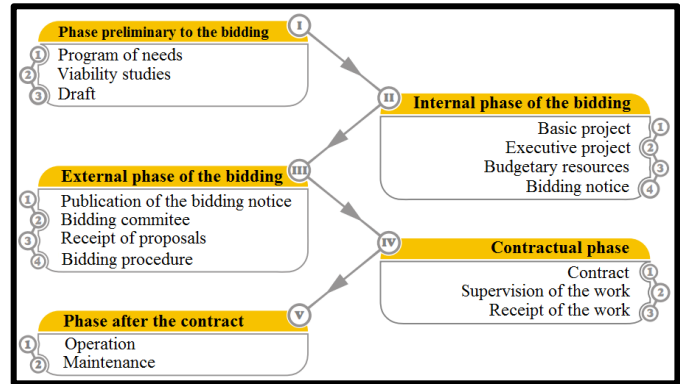 Phase preliminary to the bidding
I
1 Program of needs
2 Viability studies
3 Draft
II
Internal phase of the bidding
Basic project 1
Executive project 2
Budgetary resources 3
Bidding notice 4
External phase of the bidding
III
1 Publication of the bidding notice
2 Bidding commitee
3 Receipt of proposals
4 Bidding procedure
IV
Contractual phase
Contract 1
Supervision of the work 2
Receipt of the work 3
Phase after the contract
V
1 Operation
2 Maintenance